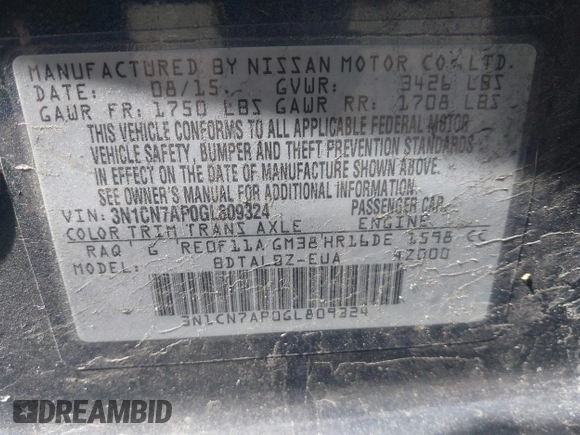 MANUFACTURED BY NISSAN MOTOR CO., LTD.
DATE: 08/15 GVWR: 3426 LBS
GAWR FR: 1750 LBS GAWR RR: 1708 LBS
THIS VEHICLE CONFORMS TO ALL APPLICABLE FEDERAL MOTOR
VEHICLE SAFETY, BUMPER AND THEFT PREVENTION STANDARDS
IN EFFECT ON THE DATE OF MANUFACTURE SHOWN ABOVE.
SEE OWNER'S MANUAL FOR ADDITIONAL INFORMATION.
VIN: 3N1CN7AP0GL809324 PASSENGER CAR
COLOR TRIM TRANS AXLE ENGINE
RAQ G RE0F11A GM38 HR16DE 1598 CC
MODEL: BDTALBZ-EUA 42000
3N1CN7AP0GL809324
DREAMBID